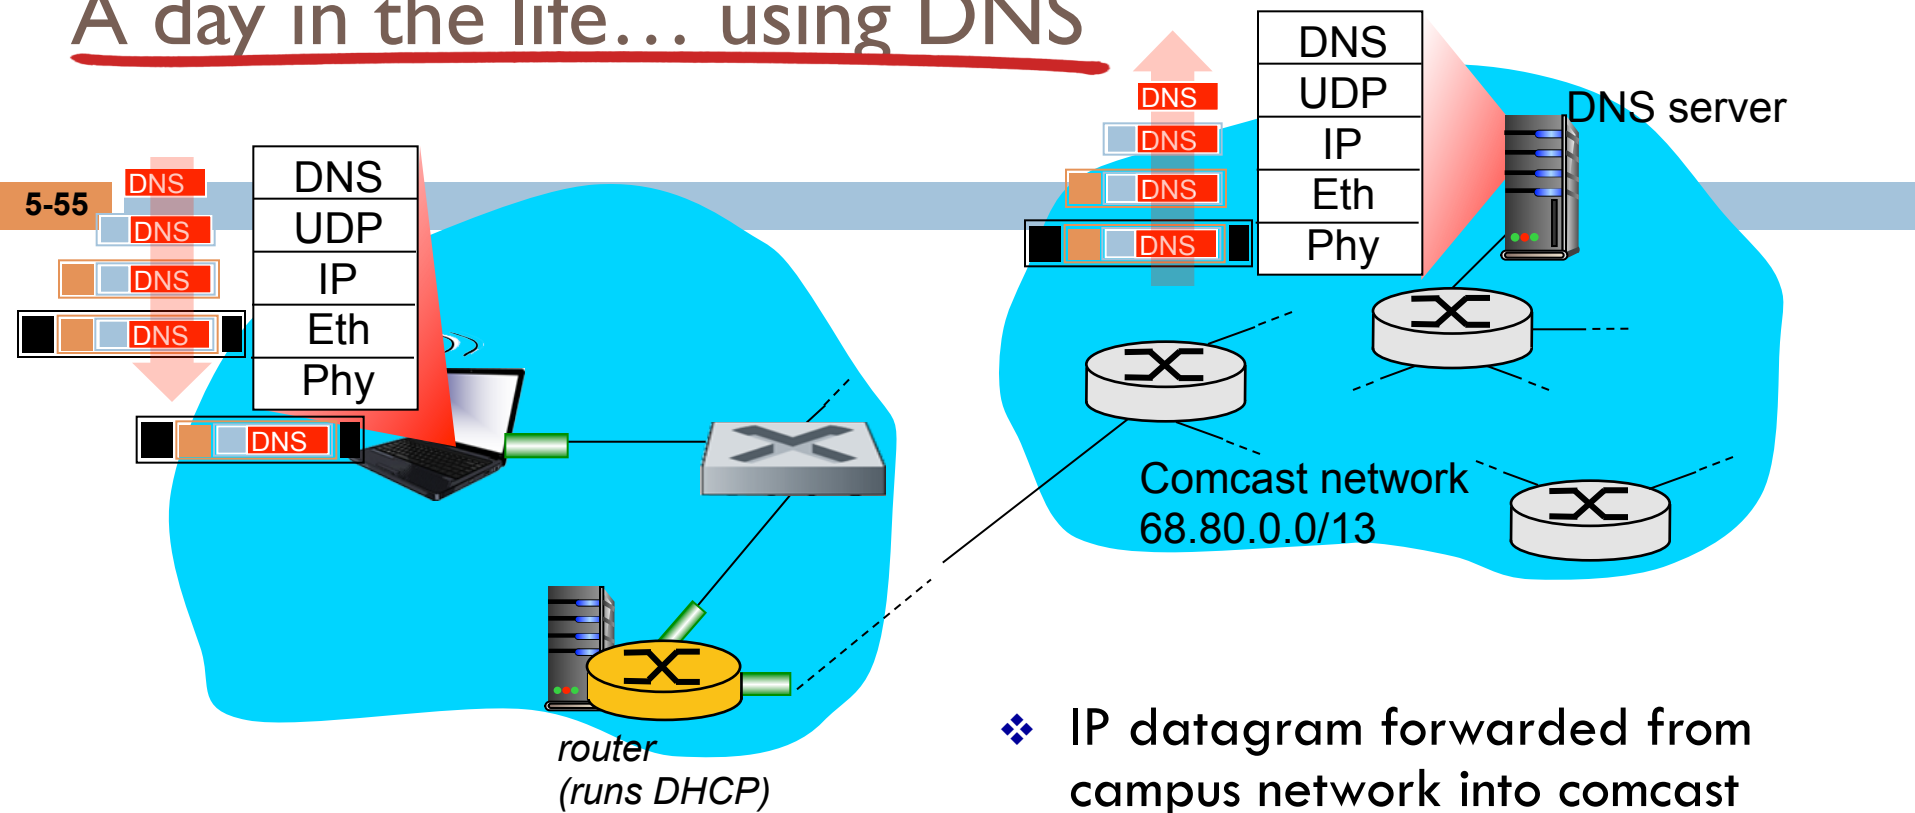 A day in the life… using DNS
5-55
DNS
DNS
DNS
DNS
DNS
UDP
IP
Eth
Phy
DNS
DNS
DNS
DNS
DNS
DNS
UDP
IP
Eth
Phy
DNS server
Comcast network
68.80.0.0/13
router
(runs DHCP)
❖ IP datagram forwarded from
campus network into comcast